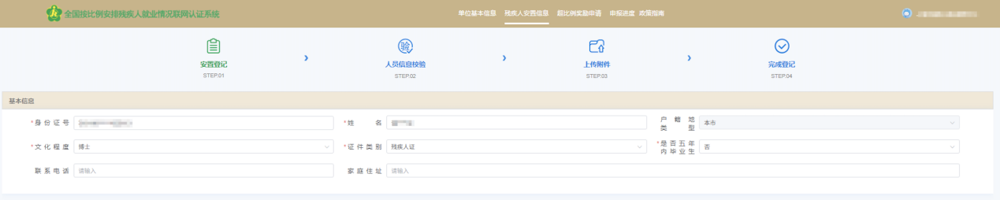 全国按比例安排残疾人就业情况联网认证系统 单位基本信息 残疾人安置信息 超比例奖励申请 申报进度 政策指南
安置登记 人员信息校验 上传附件 完成登记
STEP.01 STEP.02 STEP.03 STEP.04
基本信息
*身份证号 *姓名 户籍地类型 本市
*文化程度 博士 *证件类别 残疾人证 *是否五年内毕业生 否
联系电话 请输入 家庭住址 请输入